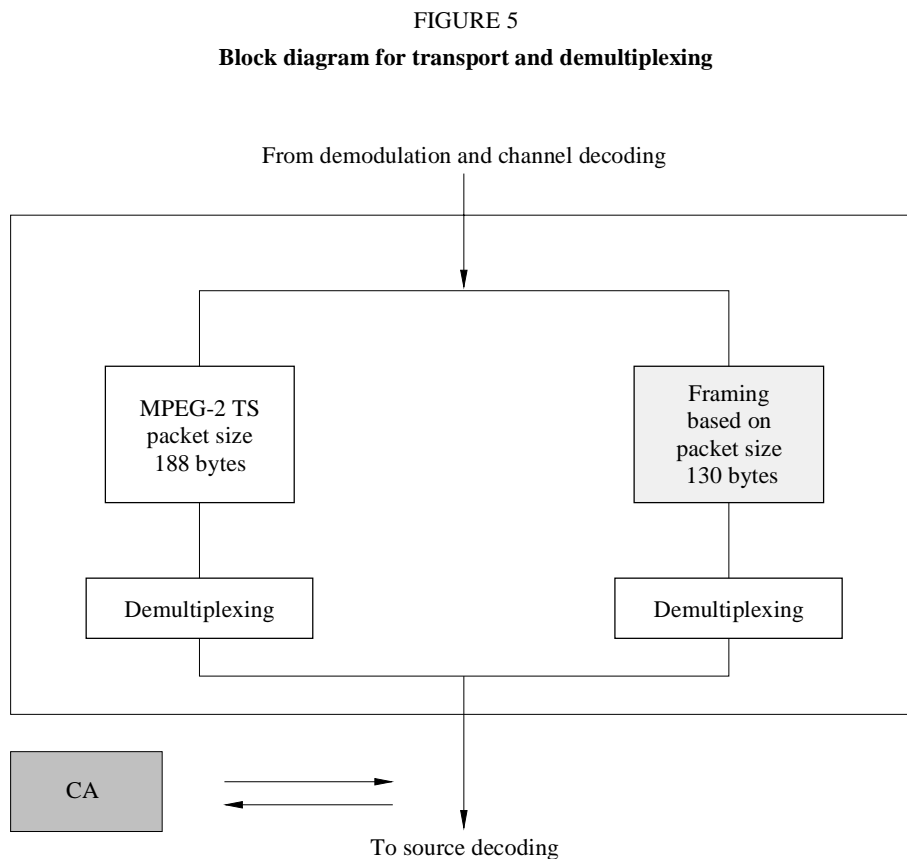 FIGURE 5
Block diagram for transport and demultiplexing
From demodulation and channel decoding
MPEG-2 TS
packet size
188 bytes
Framing
based on
packet size
130 bytes
Demultiplexing
Demultiplexing
CA
To source decoding